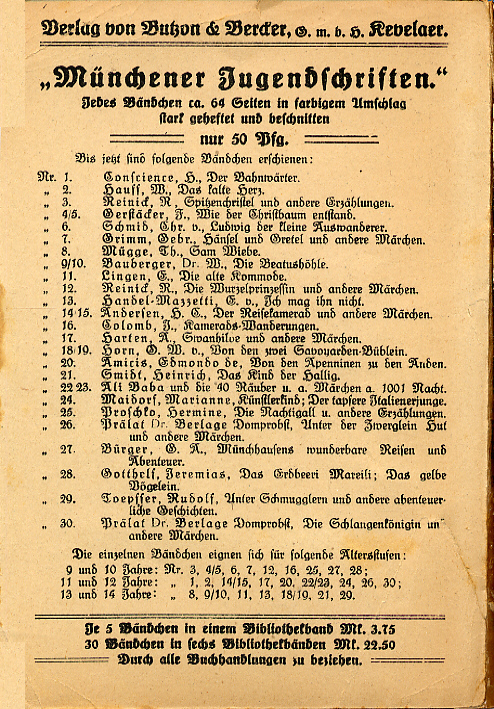 Verlag von Butzon & Bercker, G. m. b. H. Kevelaer.
„Münchener Jugendschriften.“
Jedes Bändchen ca. 64 Seiten in farbigem Umschlag
stark geheftet und beschnitten
nur 50 Pfg.
Bis jetzt sind folgende Bändchen erschienen:
Nr. 1. Conscience, H., Der Bahnwärter.
„ 2. Hauff, W., Das kalte Herz.
„ 3. Reinick, R., Spitzenchristel und andere Erzählungen.
„ 4/5. Gerstäcker, F., Wie der Christbaum entstand.
„ 6. Schmid, Chr. v., Ludwig der kleine Auswanderer.
„ 7. Grimm, Gebr., Hänsel und Gretel und andere Märchen.
„ 8. Mügge, Th., Sam Wiebe.
„ 9/10. Bauberger, Dr. W., Die Beatushöhle.
„ 11. Lingen, E., Die alte Kommode.
„ 12. Reinick, R., Die Wurzelprinzessin und andere Märchen.
„ 13. Handel-Mazzetti, E. v., Ich mag ihn nicht.
„ 14/15. Andersen, H. C., Der Reisekamerad und andere Märchen.
„ 16. Colomb, J., Kamerads-Wanderungen.
„ 17. Harten, A., Swanhilde und andere Märchen.
„ 18/19. Horn, O. W. v., Von den zwei Savoyarden-Büblein.
„ 20. Amicis, Edmondo de, Von den Apenninen zu den Anden.
„ 21. Smidt, Heinrich, Das Kind der Hallig.
„ 22/23. Ali Baba und die 40 Räuber u. a. Märchen a. 1001 Nacht.
„ 24. Maidorf, Marianne, Künstlerkind; Der tapfere Italienerjunge.
„ 25. Proschko, Hermine, Die Nachtigall u. andere Erzählungen.
„ 26. Prälat Dr. Berlage Domprobst, Unter der Zwerglein Hut
und andere Märchen.
„ 27. Bürger, G. A., Münchhausens wunderbare Reisen und
Abenteuer.
„ 28. Gotthelf, Jeremias, Das Erdbeeri Mareili; Das gelbe
Vögelein.
„ 29. Toepffer, Rudolf, Unter Schmugglern und andere abenteuer-
liche Geschichten.
„ 30. Prälat Dr. Berlage Domprobst, Die Schlangenkönigin un
andere Märchen.
Die einzelnen Bändchen eignen sich für folgende Altersstufen:
9 und 10 Jahre: Nr. 3, 4/5, 6, 7, 12, 16, 25, 27, 28;
11 und 12 Jahre: „ 1, 2, 14/15, 17, 20, 22/23, 24, 26, 30;
13 und 14 Jahre: „ 8, 9/10, 11, 13, 18/19, 21, 29.
Je 5 Bändchen in einem Bibliothekband Mk. 3.75
30 Bändchen in sechs Bibliothekbänden Mk. 22.50
Durch alle Buchhandlungen zu beziehen.